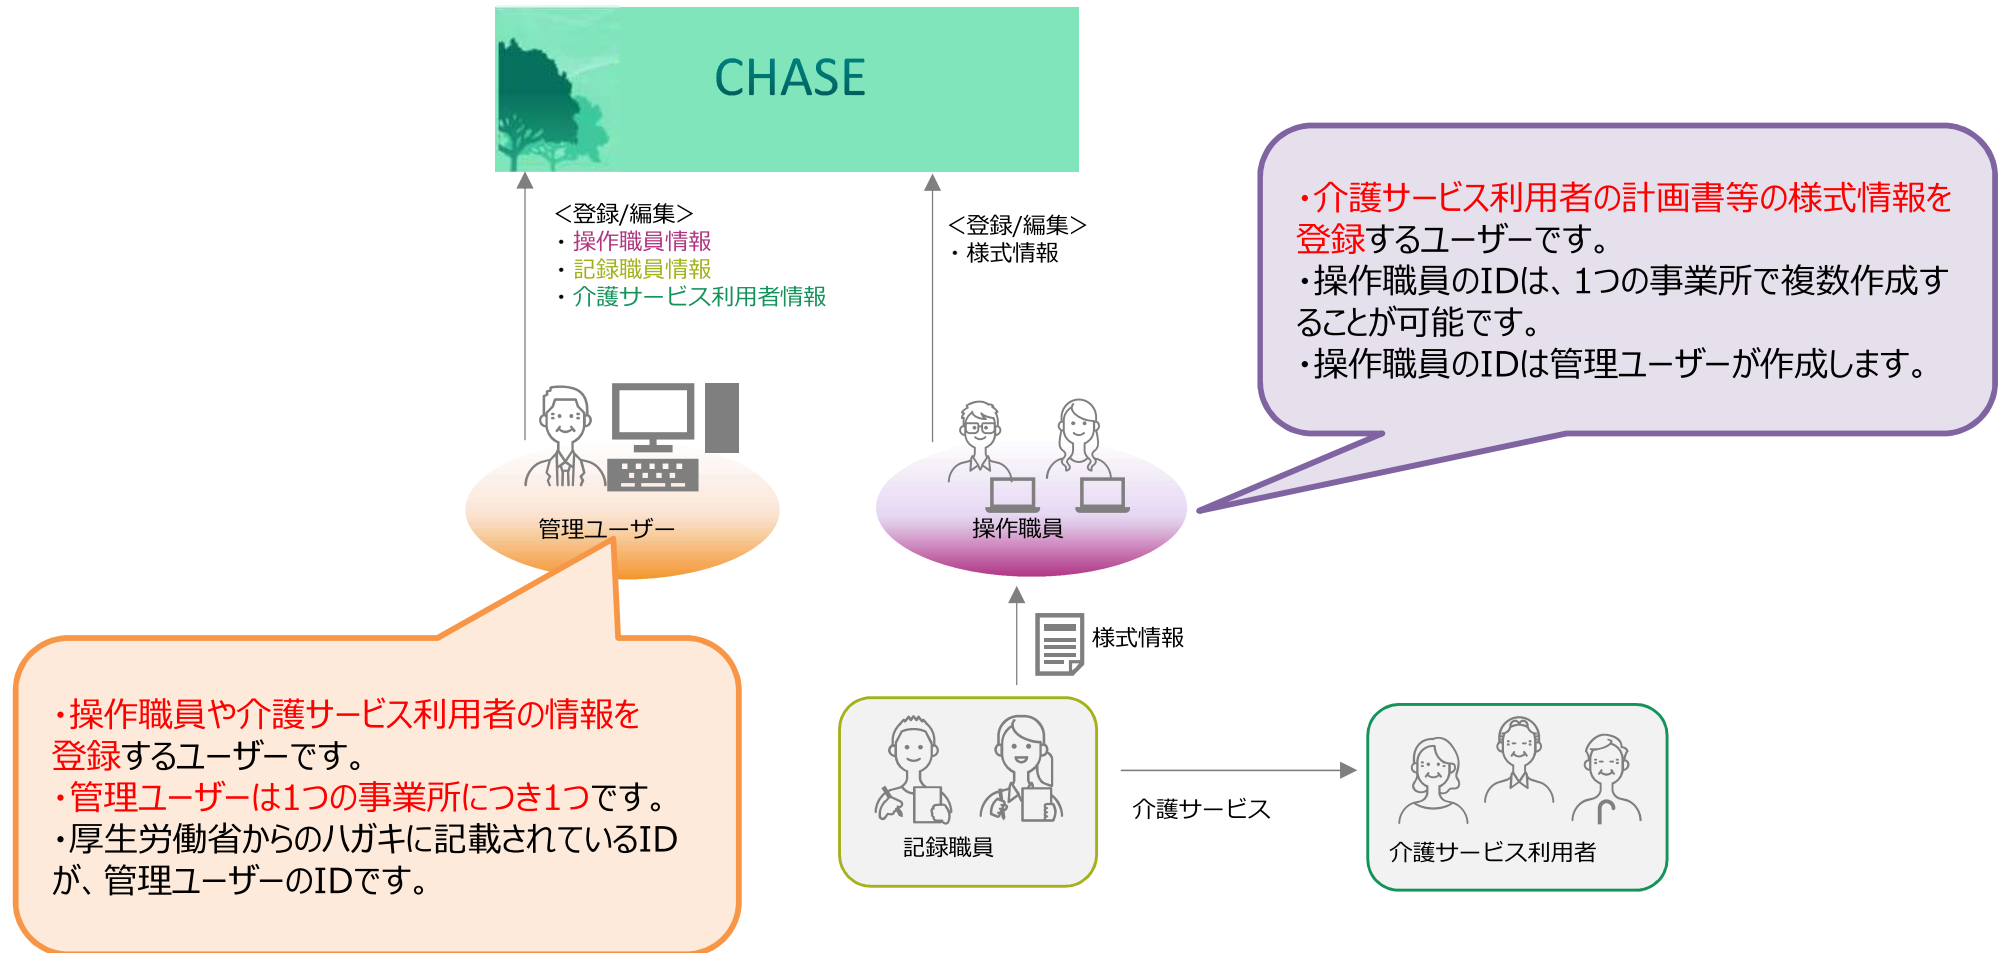 CHASE
＜登録/編集＞
・操作職員情報
・記録職員情報
・介護サービス利用者情報
＜登録/編集＞
・様式情報
・介護サービス利用者の計画書等の様式情報を
登録するユーザーです。
・操作職員のIDは、1つの事業所で複数作成す
ることが可能です。
・操作職員のIDは管理ユーザーが作成します。
管理ユーザー
操作職員
様式情報
・操作職員や介護サービス利用者の情報を
登録するユーザーです。
・管理ユーザーは1つの事業所につき1つです。
・厚生労働省からのハガキに記載されているID
が、管理ユーザーのIDです。
記録職員
介護サービス
介護サービス利用者